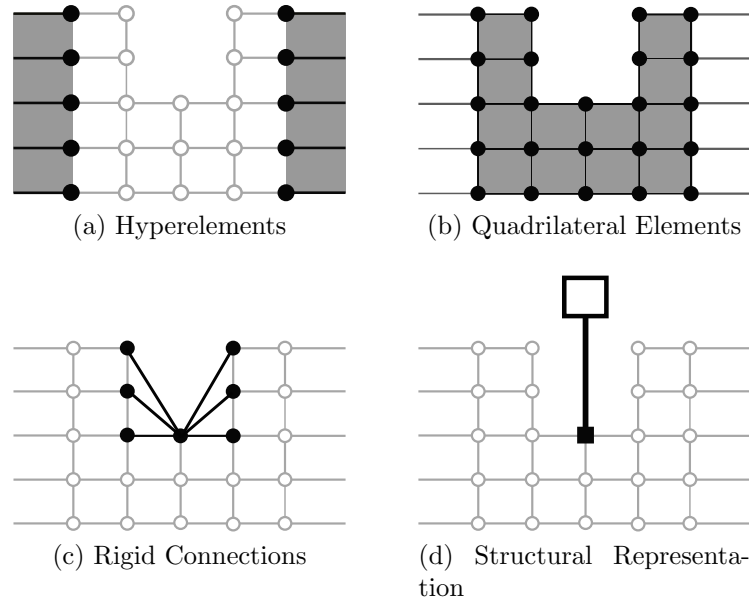 (a) Hyperelements
(b) Quadrilateral Elements
(c) Rigid Connections
(d) Structural Representa-
tion